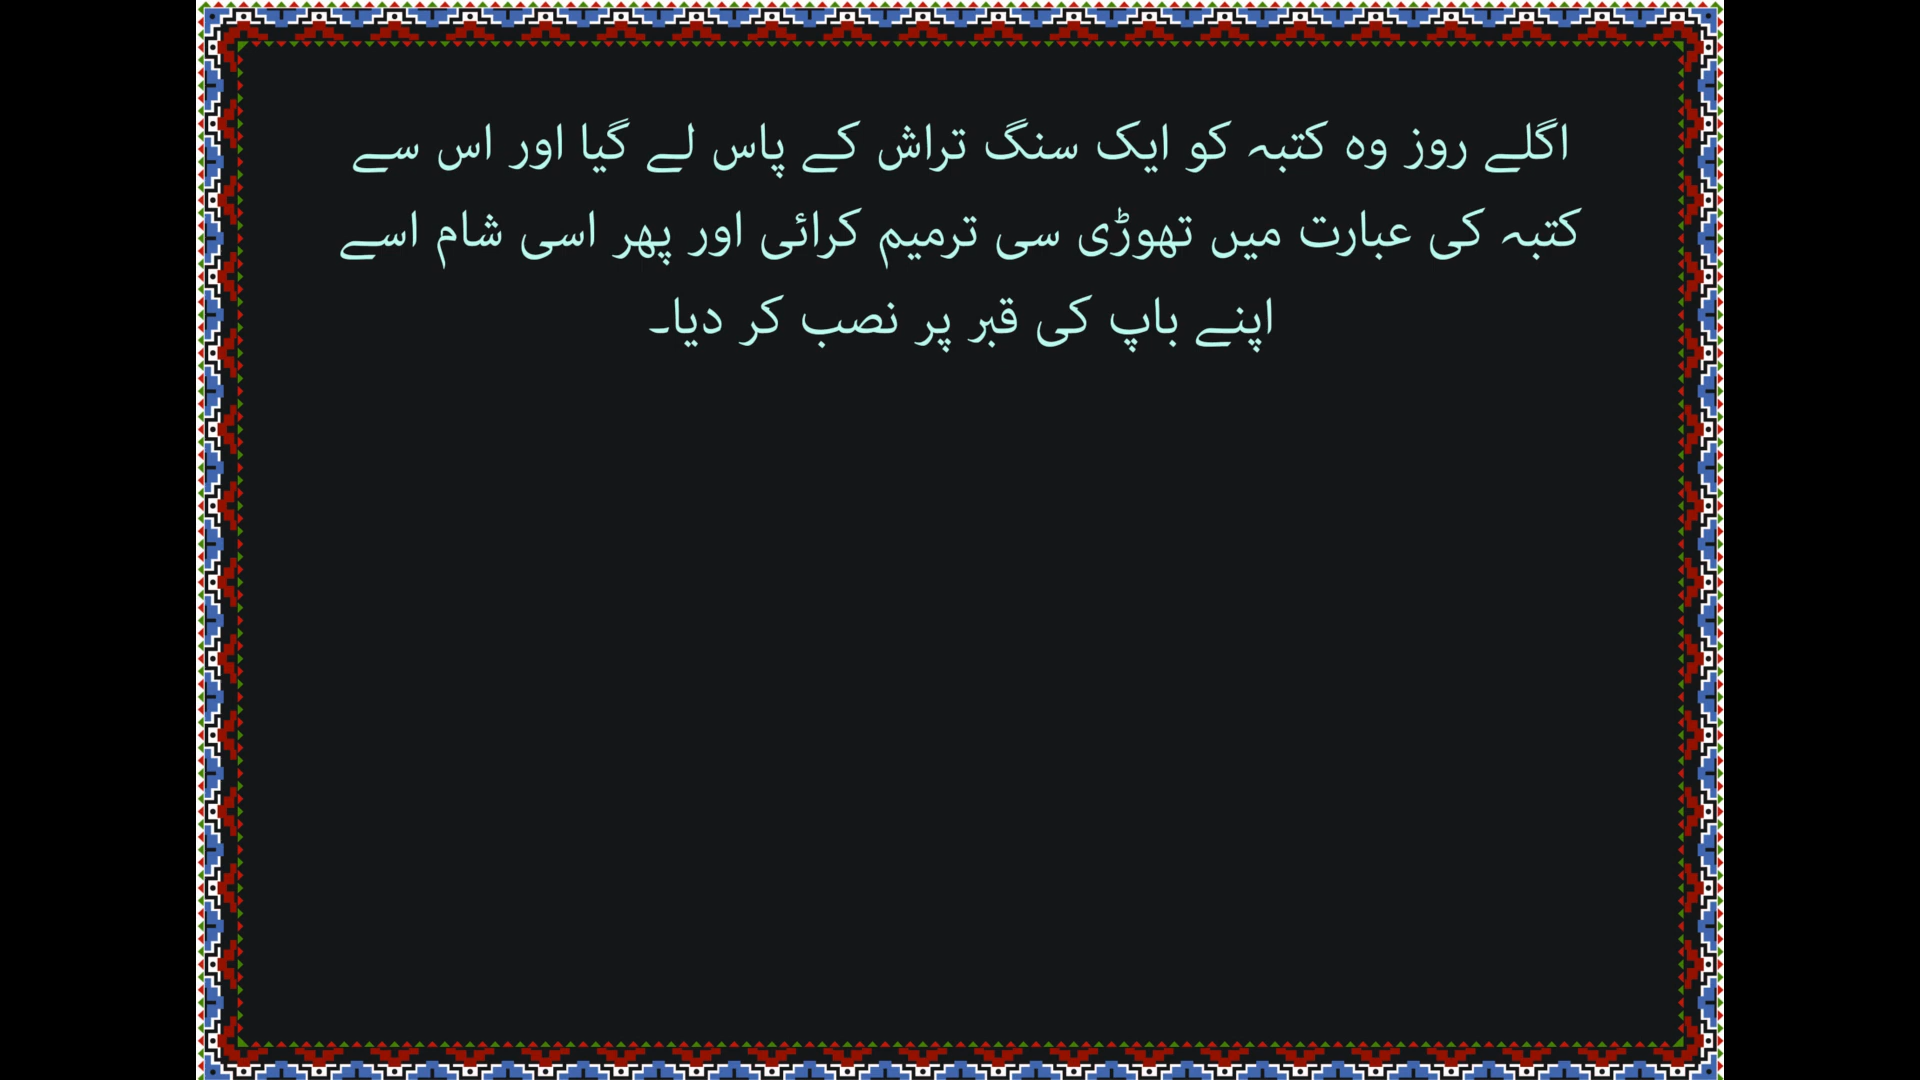 اگلے روز وہ کتبہ کو ایک سنگ تراش کے پاس لے گیا اور اس سے
کتبہ کی عبارت میں تھوڑی سی ترمیم کرائی اور پھر اسی شام اسے
اپنے باپ کی قبر پر نصب کر دیا۔